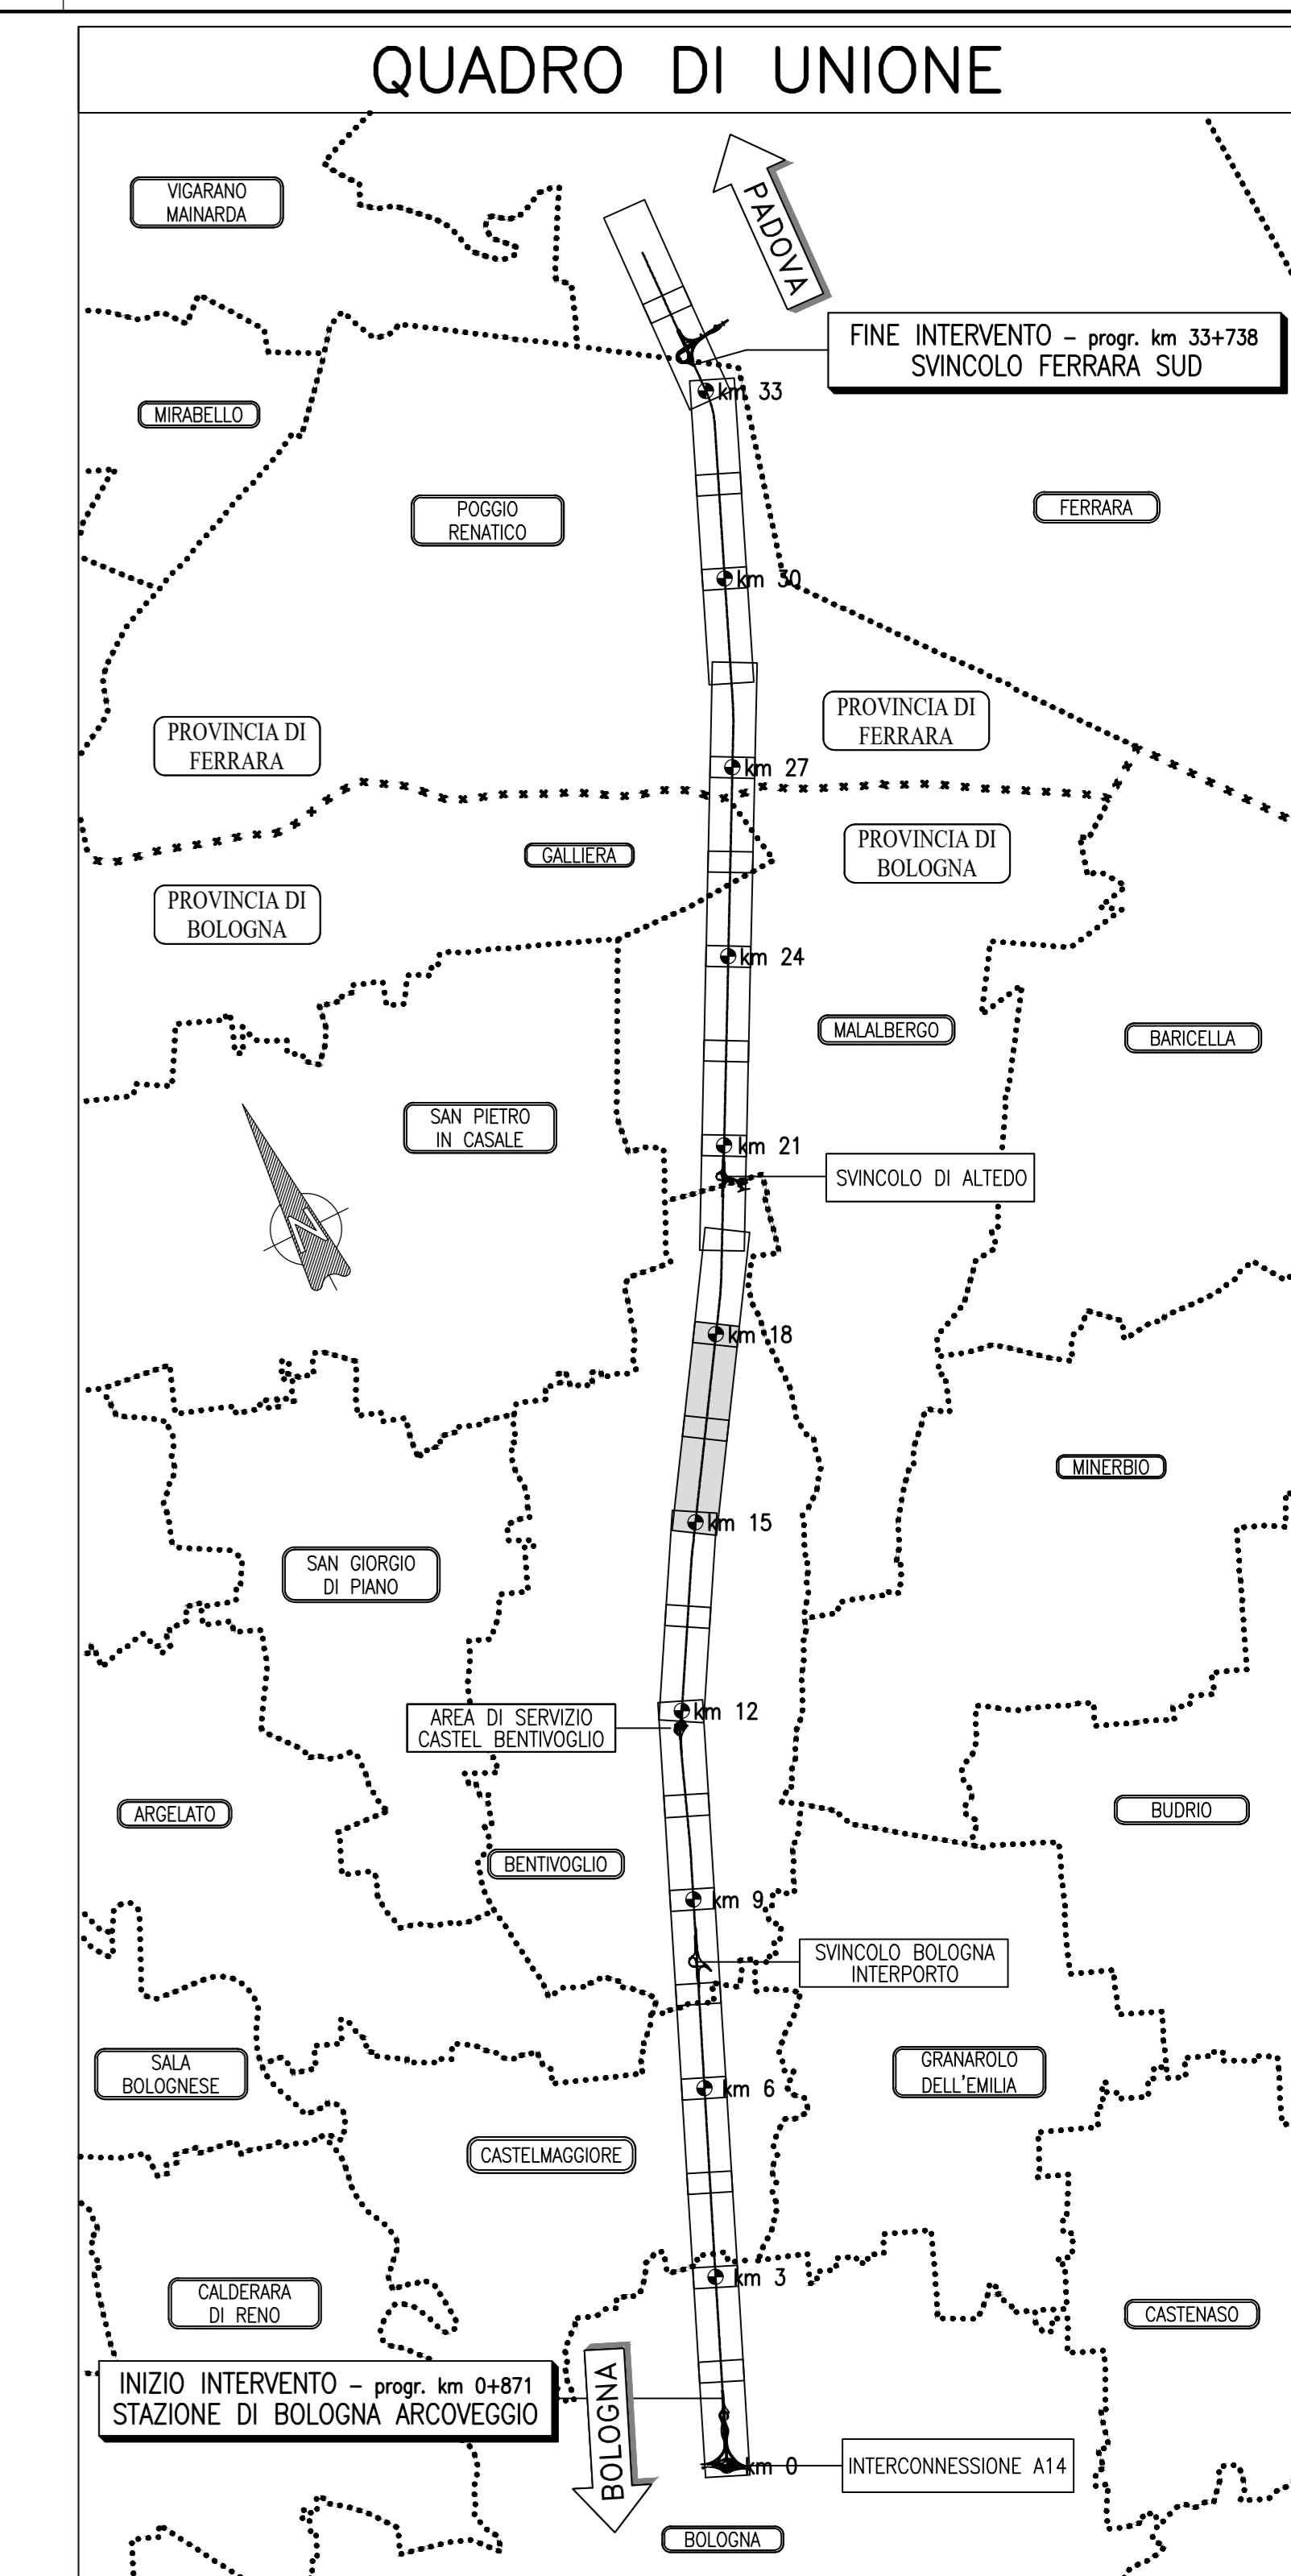 QUADRO DI UNIONE
VIGARANO
MAINARDA
PADOVA
FINE INTERVENTO – progr. km 33+738
SVINCOLO FERRARA SUD
km 33
MIRABELLO
POGGIO
RENATICO
FERRARA
km 30
PROVINCIA DI
FERRARA
PROVINCIA DI
FERRARA
km 27
GALLIERA
PROVINCIA DI
BOLOGNA
PROVINCIA DI
BOLOGNA
km 24
MALALBERGO
BARICELLA
SAN PIETRO
IN CASALE
km 21
SVINCOLO DI ALTEDO
N
km 18
MINERBIO
km 15
SAN GIORGIO
DI PIANO
AREA DI SERVIZIO
CASTEL BENTIVOGLIO
km 12
ARGELATO
BUDRIO
BENTIVOGLIO
km 9
SVINCOLO BOLOGNA
INTERPORTO
SALA
BOLOGNESE
GRANAROLO
DELL'EMILIA
km 6
CASTELMAGGIORE
km 3
CALDERARA
DI RENO
CASTENASO
INIZIO INTERVENTO – progr. km 0+871
STAZIONE DI BOLOGNA ARCOVEGGIO
BOLOGNA
km 0
INTERCONNESSIONE A14
BOLOGNA